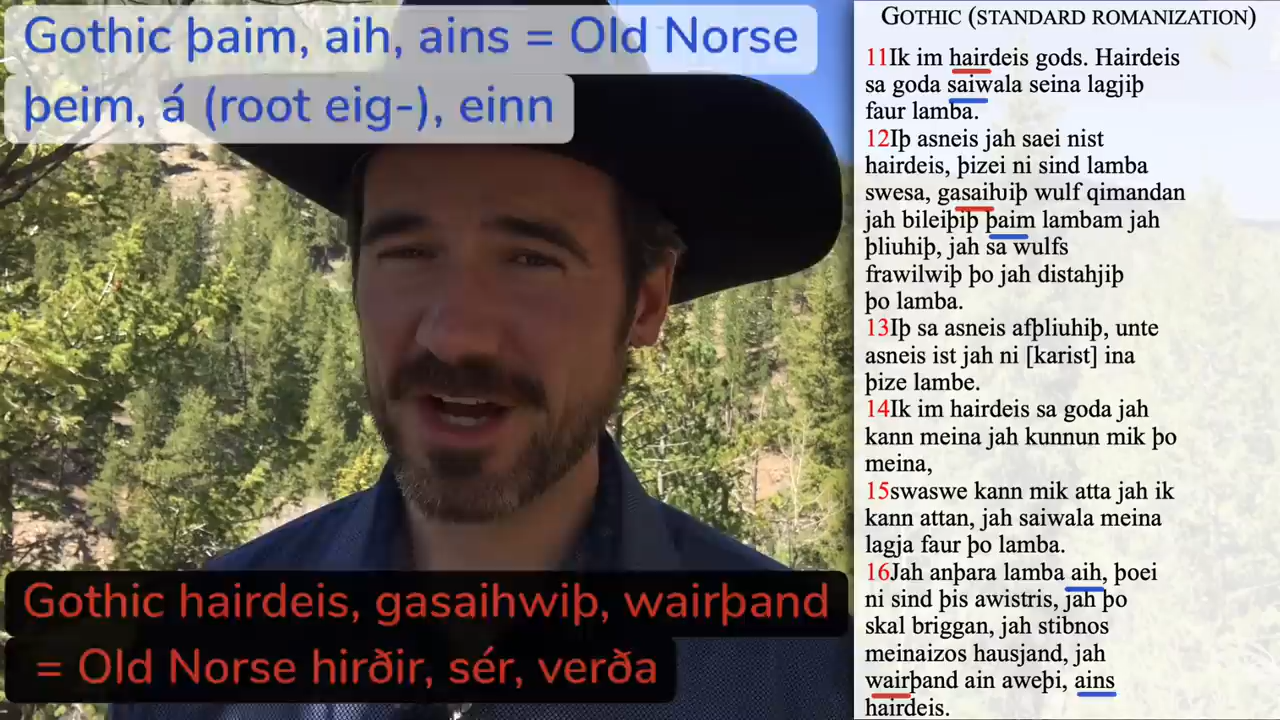 Gothic þaim, aih, ains = Old Norse
þeim, á (root eig-), einn
Gothic hairdeis, gasaihwiþ, wairþand
= Old Norse hirðir, sér, verða
GOTHIC (STANDARD ROMANIZATION)
11Ik im hairdeis gods. Hairdeis
sa goda saiwala seina lagjiþ
faur lamba.
12Iþ asneis jah saei nist
hairdeis, þizei ni sind lamba
swesa, gasaiƕiþ wulf qimandan
jah bileiþiþ þaim lambam jah
þliuhiþ, jah sa wulfs
frawilwiþ þo jah distahjiþ
þo lamba.
13Iþ sa asneis afþliuhiþ, unte
asneis ist jah ni [karist] ina
þize lambe.
14Ik im hairdeis sa goda jah
kann meina jah kunnun mik þo
meina,
15swaswe kann mik atta jah ik
kann attan, jah saiwala meina
lagja faur þo lamba.
16Jah anþara lamba aih, þoei
ni sind þis awistris, jah þo
skal briggan, jah stibnos
meinaizos hausjand, jah
wairþand ain aweþi, ains
hairdeis.